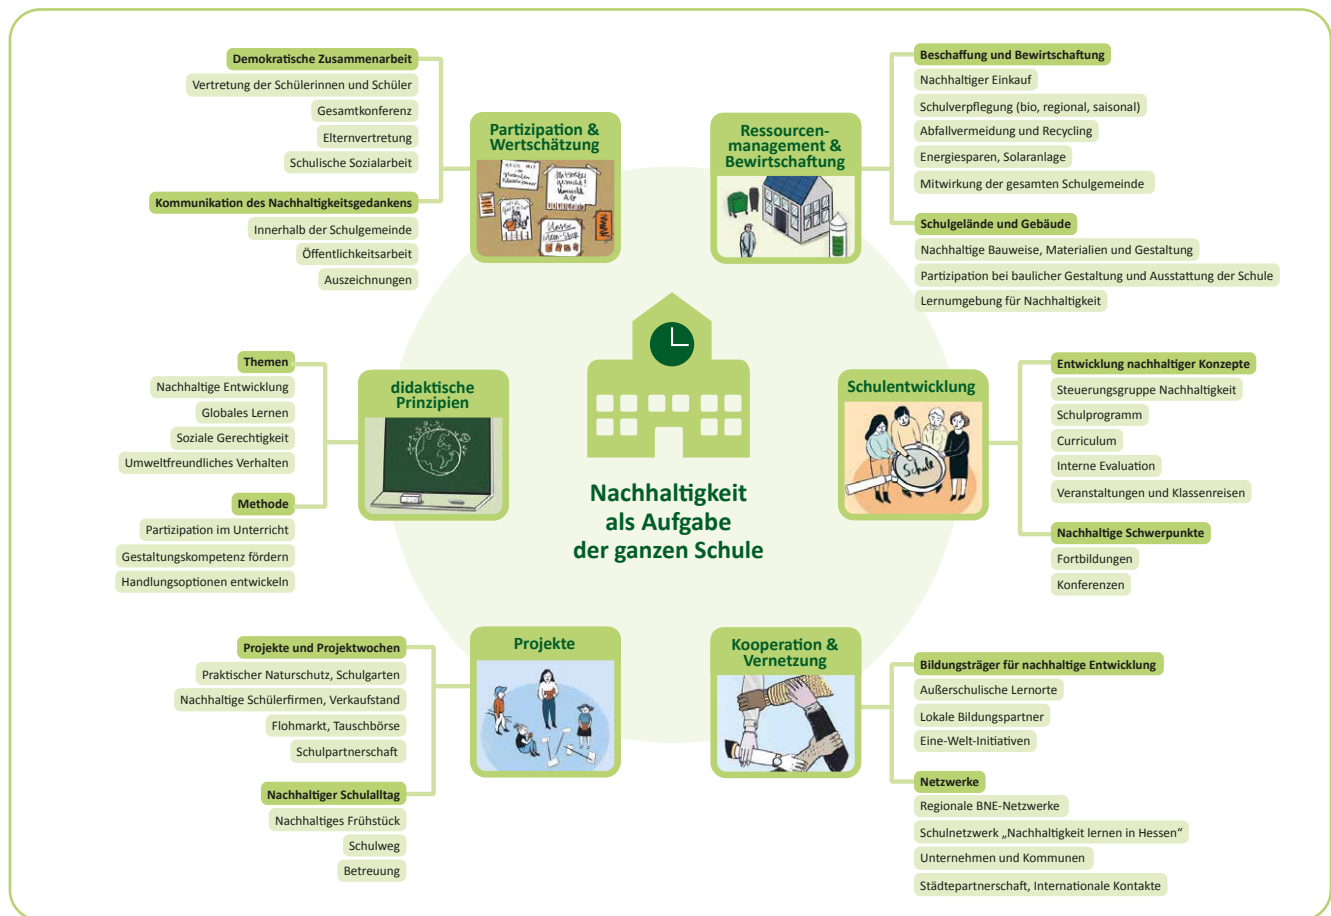 Demokratische Zusammenarbeit
Vertretung der Schülerinnen und Schüler
Gesamtkonferenz
Elternvertretung
Schulische Sozialarbeit
Kommunikation des Nachhaltigkeitsgedankens
Innerhalb der Schulgemeinde
Öffentlichkeitsarbeit
Auszeichnungen
Partizipation &
Wertschätzung
Ressourcen-
management &
Bewirtschaftung
Beschaffung und Bewirtschaftung
Nachhaltiger Einkauf
Schulverpflegung (bio, regional, saisonal)
Abfallvermeidung und Recycling
Energiesparen, Solaranlage
Mitwirkung der gesamten Schulgemeinde
Schulgelände und Gebäude
Nachhaltige Bauweise, Materialien und Gestaltung
Partizipation bei baulicher Gestaltung und Ausstattung der Schule
Lernumgebung für Nachhaltigkeit
Themen
Nachhaltige Entwicklung
Globales Lernen
Soziale Gerechtigkeit
Umweltfreundliches Verhalten
Methode
Partizipation im Unterricht
Gestaltungskompetenz fördern
Handlungsoptionen entwickeln
didaktische
Prinzipien
Nachhaltigkeit
als Aufgabe
der ganzen Schule
Schulentwicklung
Schule
Entwicklung nachhaltiger Konzepte
Steuerungsgruppe Nachhaltigkeit
Schulprogramm
Curriculum
Interne Evaluation
Veranstaltungen und Klassenreisen
Nachhaltige Schwerpunkte
Fortbildungen
Konferenzen
Projekte und Projektwochen
Praktischer Naturschutz, Schulgarten
Nachhaltige Schülerfirmen, Verkaufstand
Flohmarkt, Tauschbörse
Schulpartnerschaft
Nachhaltiger Schulalltag
Nachhaltiges Frühstück
Schulweg
Betreuung
Projekte
Kooperation &
Vernetzung
Bildungsträger für nachhaltige Entwicklung
Außerschulische Lernorte
Lokale Bildungspartner
Eine-Welt-Initiativen
Netzwerke
Regionale BNE-Netzwerke
Schulnetzwerk „Nachhaltigkeit lernen in Hessen“
Unternehmen und Kommunen
Städtepartnerschaft, Internationale Kontakte